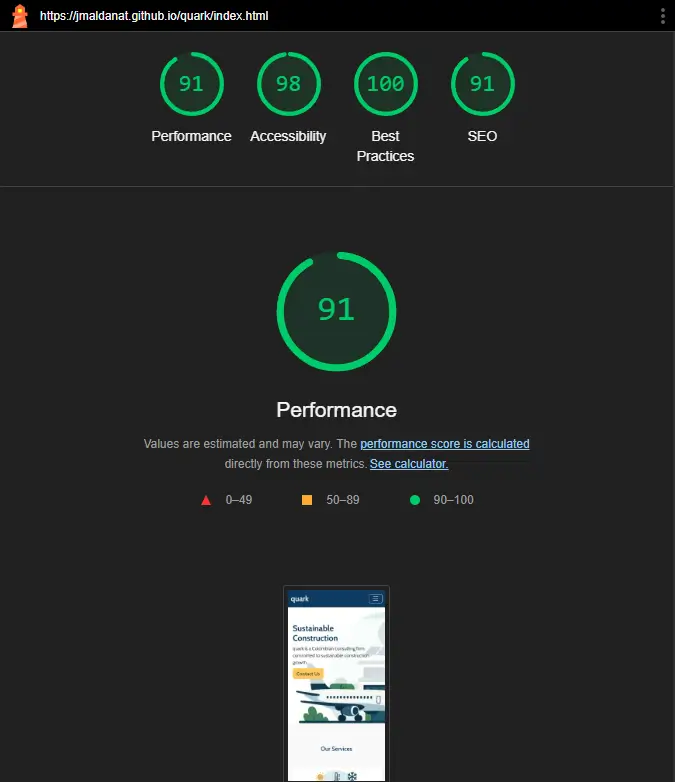 https://jmaldanat.github.io/quark/index.html
91
98
100
91
Performance
Accessibility
Best
Practices
SEO
91
Performance
Values are estimated and may vary. The performance score is calculated
directly from these metrics. See calculator.
0–49
50–89
90–100
quark
Sustainable
Construction
quark is a Colombian consulting firm
committed to sustainable construction
growth
Contact Us
Our Services